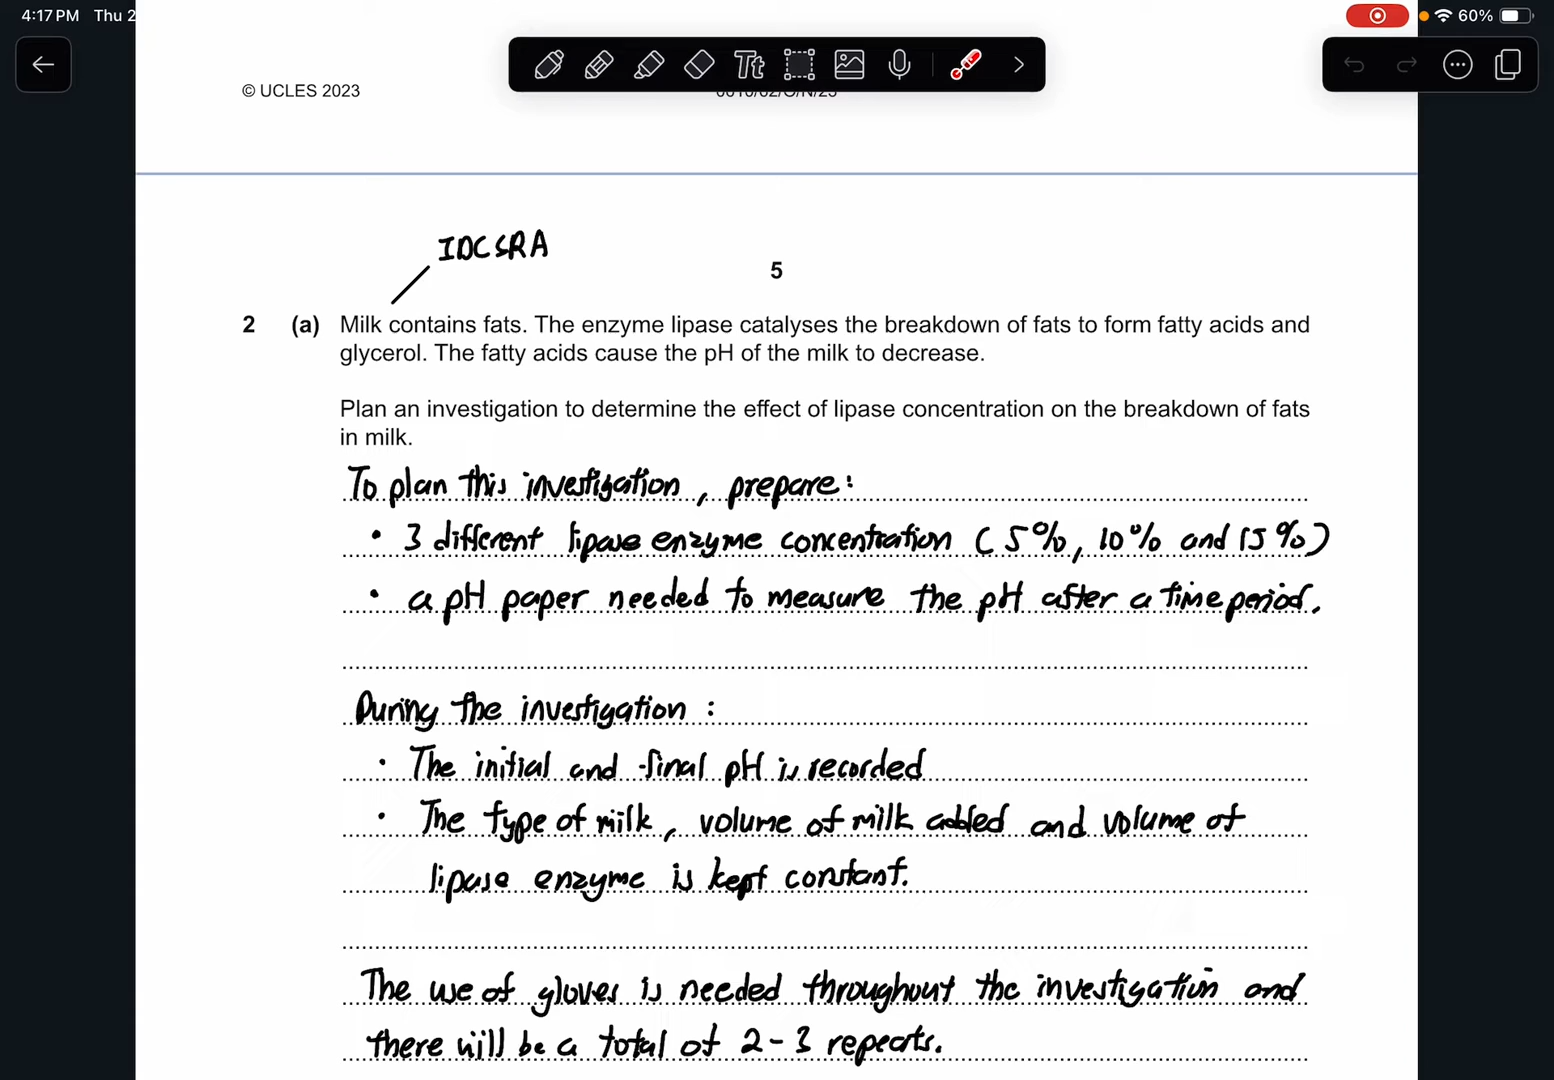 4:17 PM Thu 2
60%
Tt
© UCLES 2023
0610/62/O/N/23
IDCSRA
5
2 (a) Milk contains fats. The enzyme lipase catalyses the breakdown of fats to form fatty acids and
glycerol. The fatty acids cause the pH of the milk to decrease.
Plan an investigation to determine the effect of lipase concentration on the breakdown of fats
in milk.
To plan this investigation, prepare:
• 3 different lipase enzyme concentration (5%, 10% and 15%)
• a pH paper needed to measure the pH after a time period.
During the investigation:
• The initial and final pH is recorded
• The type of milk, volume of milk added and volume of
lipase enzyme is kept constant.
The use of gloves is needed throughout the investigation and
there will be a total of 2-3 repeats.